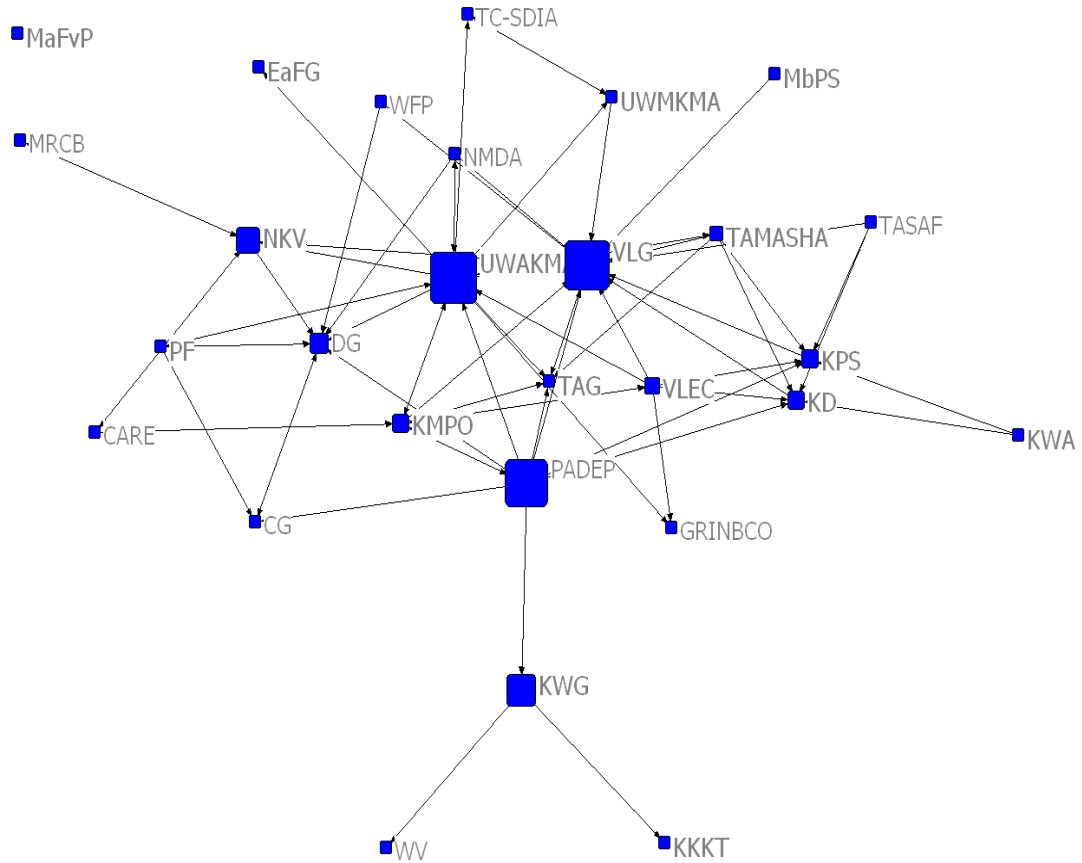 TC-SDIA
MaFvP
EaFG
MbPS
WFP
UWMKMA
MRCB
NMDA
TASAF
NKV
TAMASHA
VLG
UWAKM
DG
PF
KPS
TAG
VLEC
KD
KMPO
CARE
KWA
PADEP
CG
GRINBCO
KWG
WV
KKKT